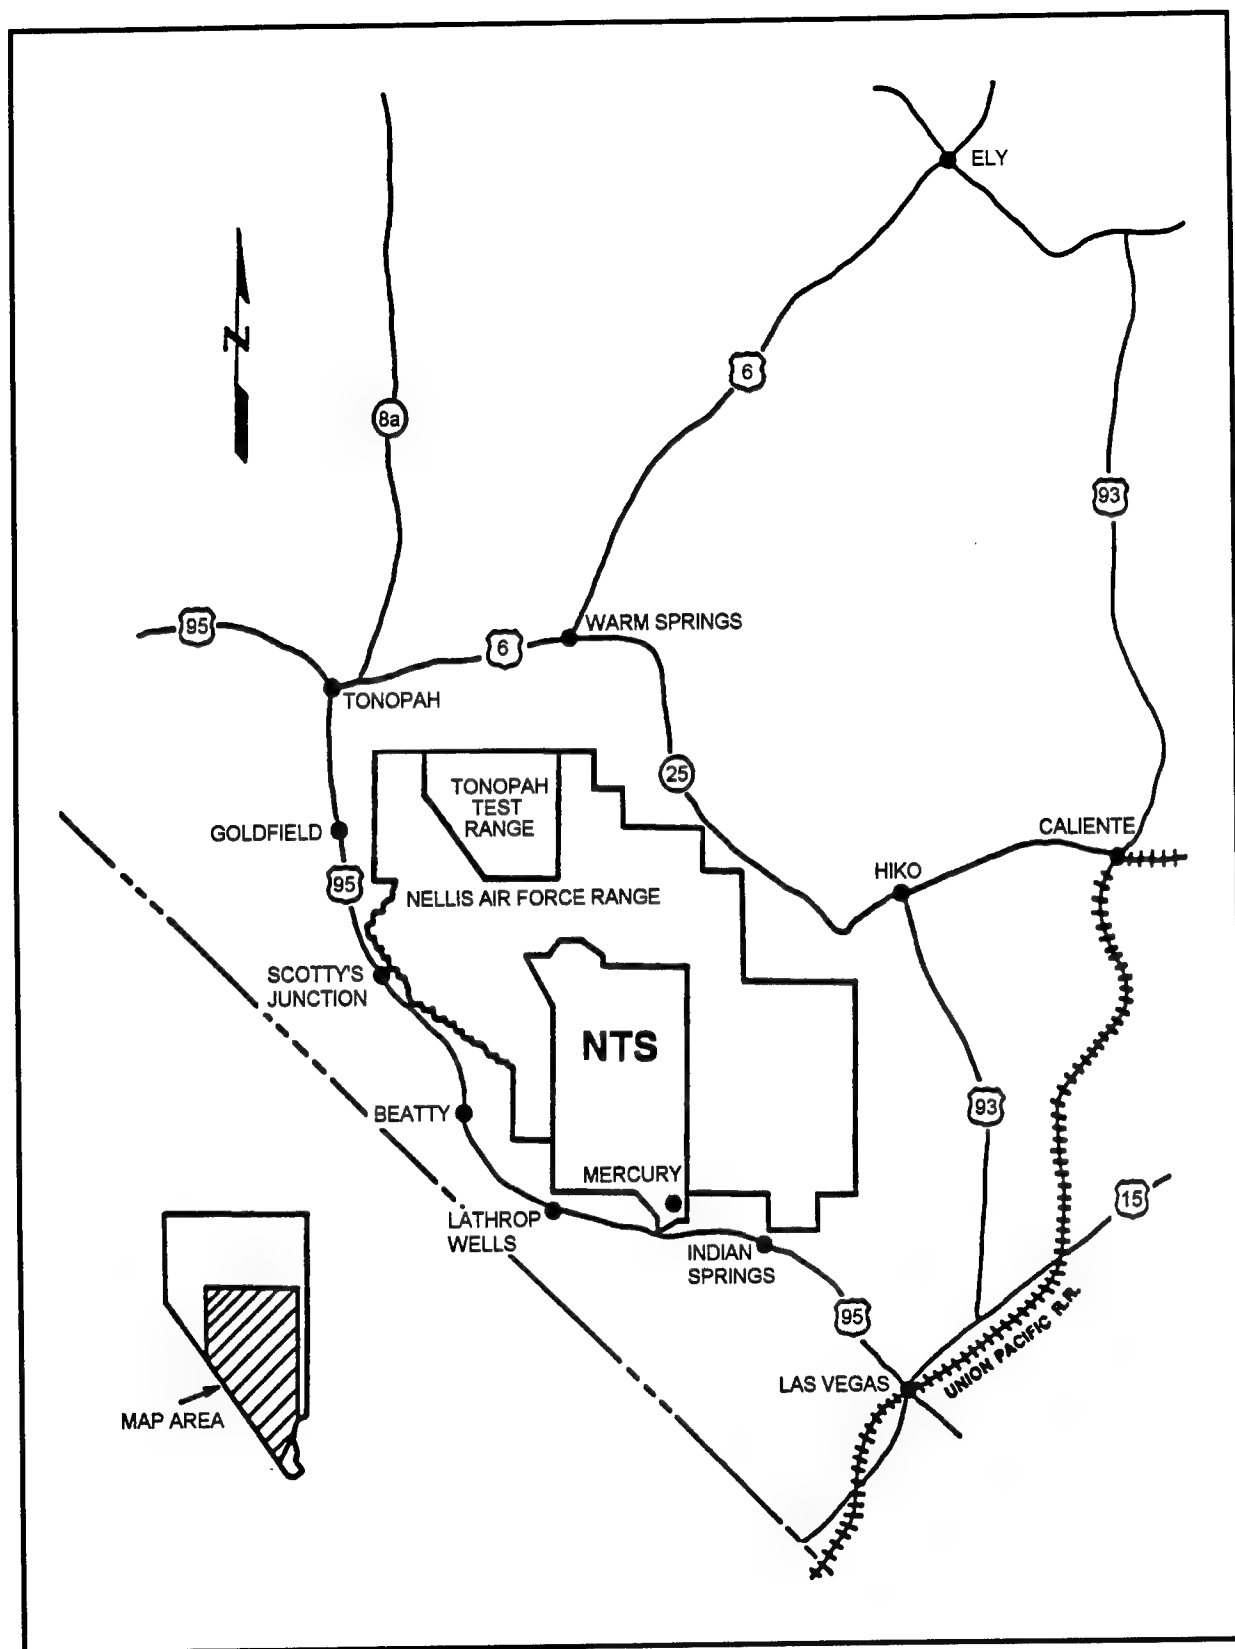 ELY
N
6
8a
93
WARM SPRINGS
95
6
TONOPAH
25
TONOPAH
TEST
RANGE
GOLDFIELD
CALIENTE
HIKO
95
NELLIS AIR FORCE RANGE
SCOTTY'S
JUNCTION
NTS
BEATTY
93
MERCURY
15
LATHROP
WELLS
INDIAN
SPRINGS
95
UNION PACIFIC R.R.
LAS VEGAS
MAP AREA